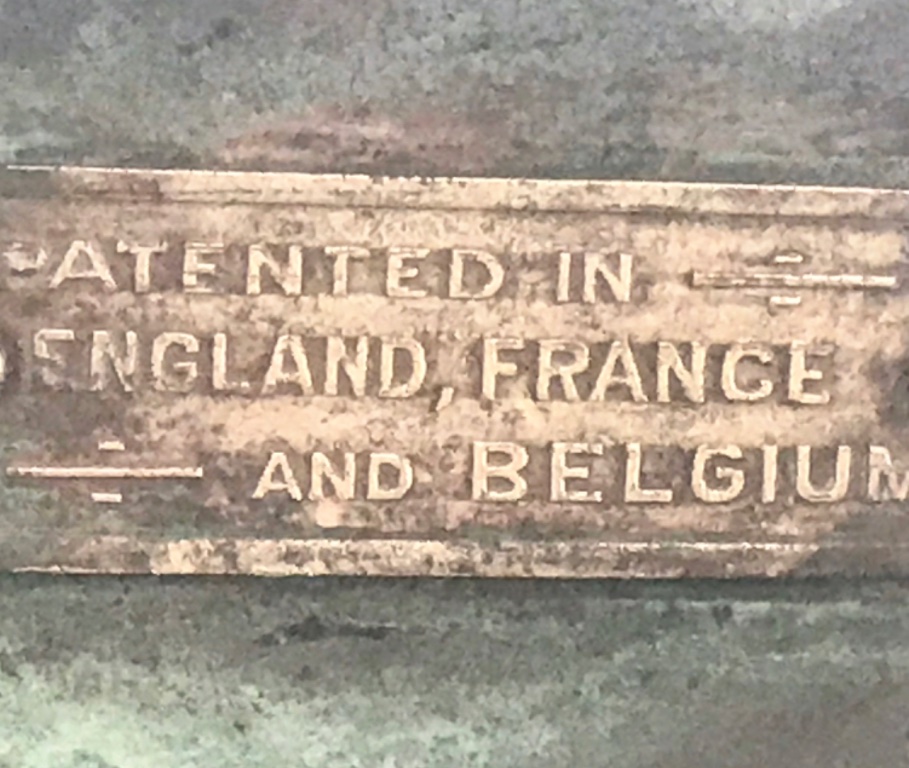 PATENTED IN
ENGLAND, FRANCE
AND BELGIUM